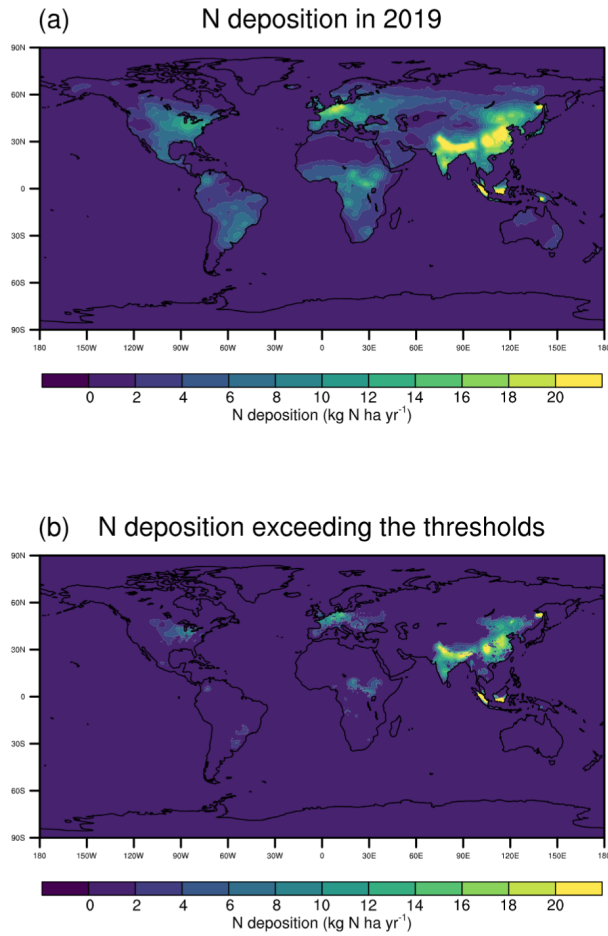 (a) N deposition in 2019
90N
60N
30N
0
30S
60S
90S
180 150W 120W 90W 60W 30W 0 30E 60E 90E 120E 150E 180
0 2 4 6 8 10 12 14 16 18 20
N deposition (kg N ha yr⁻¹)
(b) N deposition exceeding the thresholds
90N
60N
30N
0
30S
60S
90S
180 150W 120W 90W 60W 30W 0 30E 60E 90E 120E 150E 180
0 2 4 6 8 10 12 14 16 18 20
N deposition (kg N ha yr⁻¹)